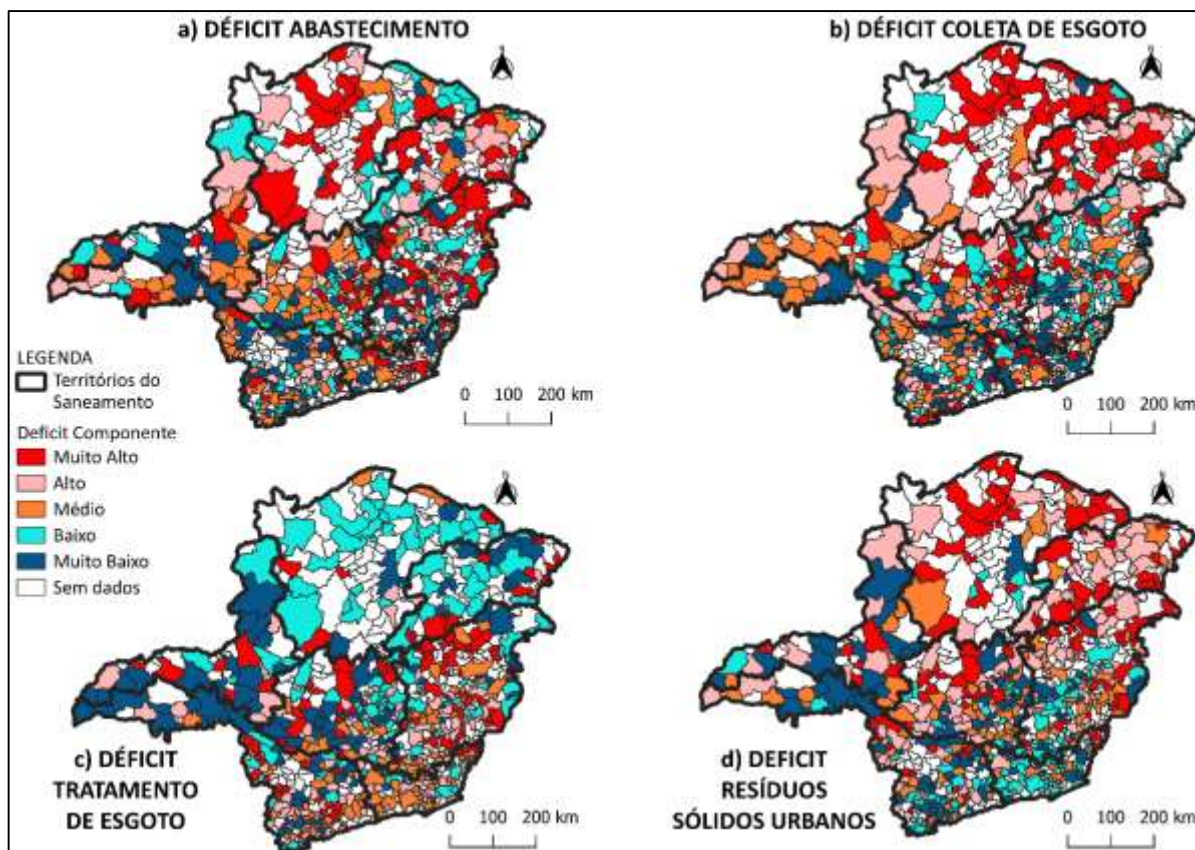 a) DÉFICIT ABASTECIMENTO
N
0 100 200 km
b) DÉFICIT COLETA DE ESGOTO
N
0 100 200 km
LEGENDA
Territórios do
Saneamento
Deficit Componente
Muito Alto
Alto
Médio
Baixo
Muito Baixo
Sem dados
c) DÉFICIT
TRATAMENTO
DE ESGOTO
N
0 100 200 km
d) DEFICIT
RESÍDUOS
SÓLIDOS URBANOS
N
0 100 200 km